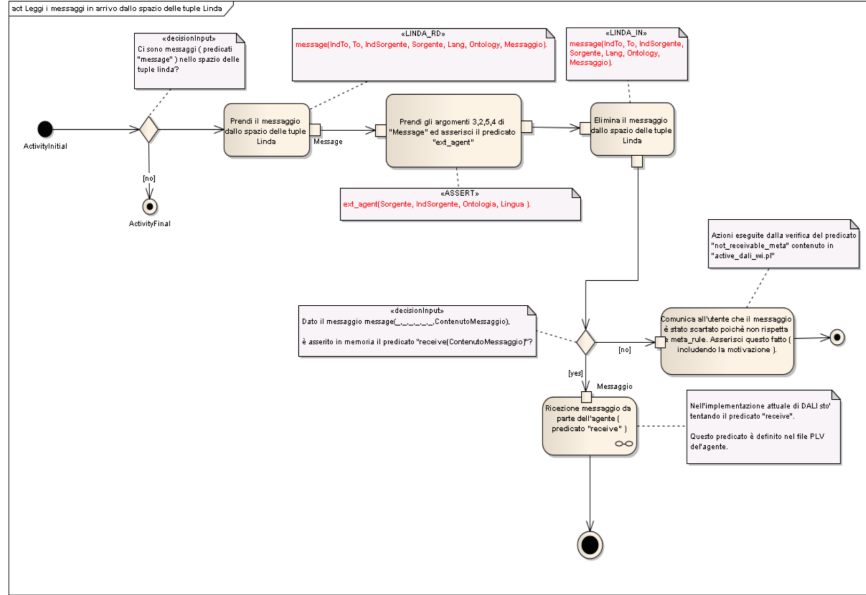 act Leggi i messaggi in arrivo dallo spazio delle tuple Linda
«decisionInput»
Ci sono messaggi ( predicati
"message" ) nello spazio delle
tuple linda?
«LINDA_RD»
message(IndTo, To, IndSorgente, Sorgente, Lang, Ontology, Messaggio).
«LINDA_IN»
message(IndTo, To, IndSorgente,
Sorgente, Lang, Ontology,
Messaggio).
ActivityInitial
Prendi il messaggio
dallo spazio delle tuple
Linda
Message
Prendi gli argomenti 3,2,5,4 di
"Message" ed asserisci il predicato
"ext_agent"
Elimina il messaggio
dallo spazio delle tuple
Linda
[no]
ActivityFinal
«ASSERT»
ext_agent(Sorgente, IndSorgente, Ontologia, Lingua ).
Azioni eseguite dalla verifica del predicato
"not_receivable_meta" contenuto in
"active_dali_wi.pl"
«decisionInput»
Dato il messaggio message(_,_,_,_,_,_,ContenutoMessaggio),
è asserito in memoria il predicato "receive(ContenutoMessaggio)"?
[no]
Comunica all'utente che il messaggio
è stato scartato poichè non rispetta
le meta_rule. Asserisci questo fatto (
includendo la motivazione ).
[yes]
Messaggio
Ricezione messaggio da
parte dell'agente (
predicato "receive" )
Nell'implementazione attuale di DALI sto'
tentando il predicato "receive".
Questo predicato è definito nel file PLV
del'agente.